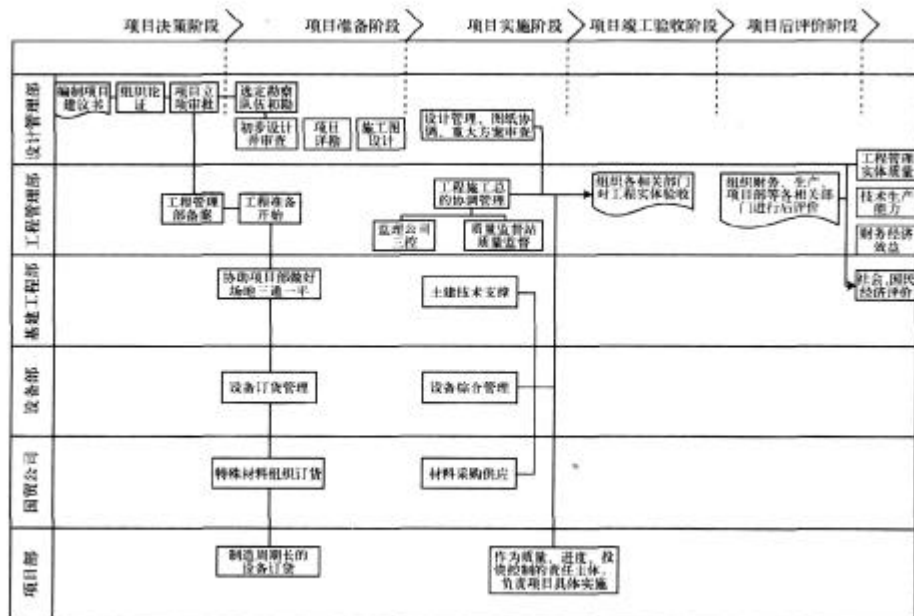 项目决策阶段
项目准备阶段
项目实施阶段
项目竣工验收阶段
项目后评价阶段
设计管理部
编制项目
建议书
组织论
证
项目立
项审批
选定勘察
队伍初勘
初步设计
并审查
项目
详勘
施工图
设计
设计管理、图纸协
调、重大方案审查
工程管理部
工程管理
部备案
工程准备
开始
工程施工总
的协调管理
监理公司
三控
质量监督站
质量监督
组织各相关部门
对工程实体验收
组织财务、生产、
项目部等各相关部
门进行后评价
工程管理
实体质量
技术生产
能力
财务经济
效益
社会、国民
经济评价
基建工程部
协助项目部做好
场地三通一平
土建技术支撑
设备部
设备订货管理
设备综合管理
国贸公司
特殊材料组织订货
材料采购供应
项目部
制造周期长的
设备订货
作为质量、进度、投
资控制的责任主体，
负责项目具体实施